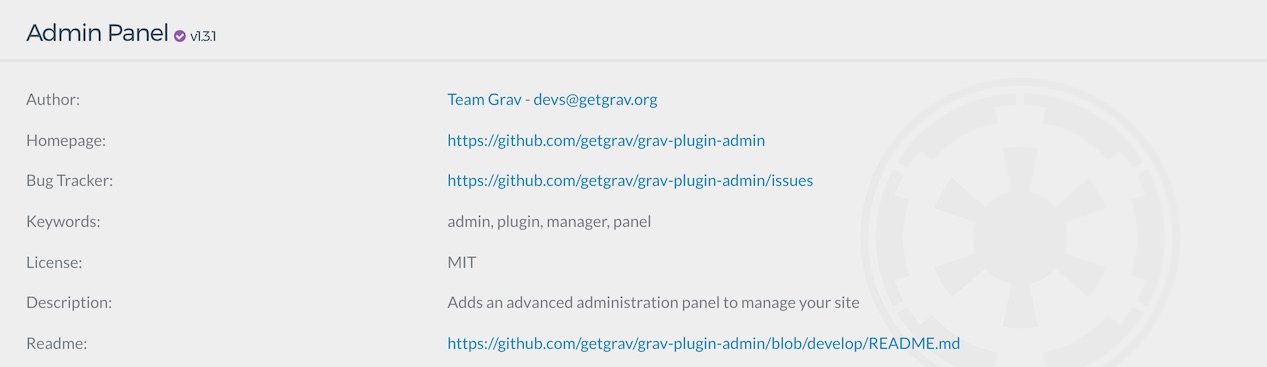 Admin Panel v1.3.1
Author: Team Grav - devs@getgrav.org
Homepage: https://github.com/getgrav/grav-plugin-admin
Bug Tracker: https://github.com/getgrav/grav-plugin-admin/issues
Keywords: admin, plugin, manager, panel
License: MIT
Description: Adds an advanced administration panel to manage your site
Readme: https://github.com/getgrav/grav-plugin-admin/blob/develop/README.md